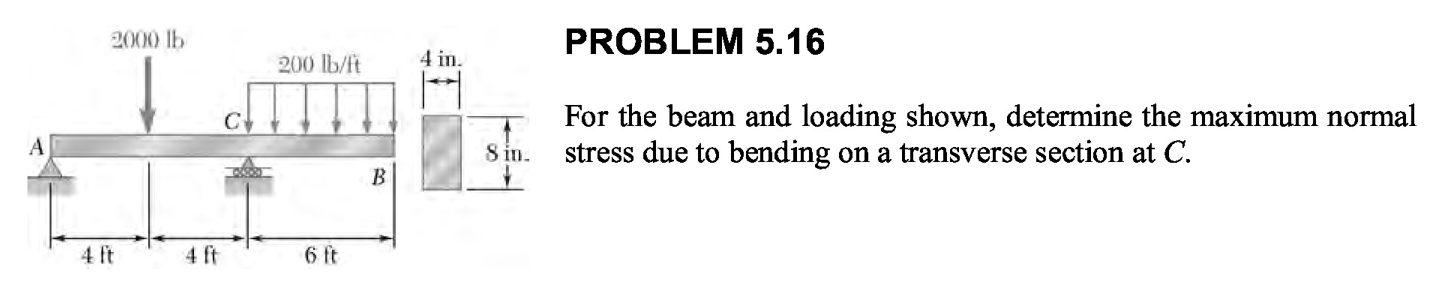 2000 lb
200 lb/ft
4 in.
C
A
B
8 in.
4 ft
4 ft
6 ft
PROBLEM 5.16
For the beam and loading shown, determine the maximum normal
stress due to bending on a transverse section at C.